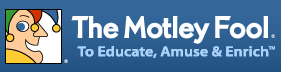 The Motley Fool.
To Educate, Amuse & Enrich™